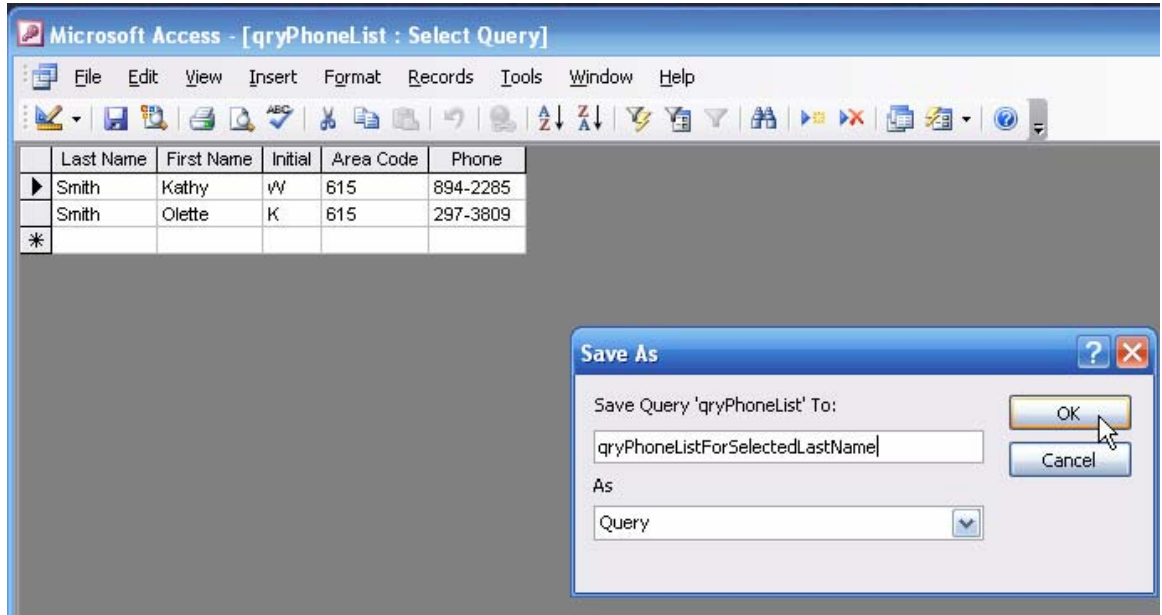 Microsoft Access - [qryPhoneList : Select Query]
File Edit View Insert Format Records Tools Window Help
ABC A Z Z A
Last Name First Name Initial Area Code Phone
Smith Kathy W 615 894-2285
Smith Olette K 615 297-3809
Save As
Save Query 'qryPhoneList' To:
OK
qryPhoneListForSelectedLastName
Cancel
As
Query